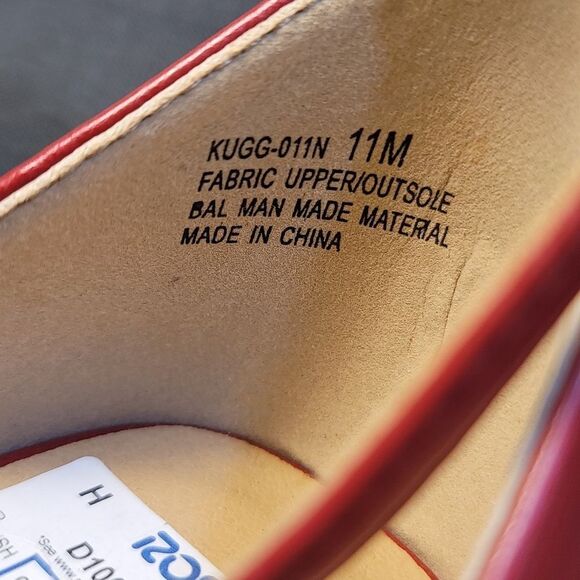 KUGG-011N 11M
FABRIC UPPER/OUTSOLE
BAL MAN MADE MATERIAL
MADE IN CHINA
H